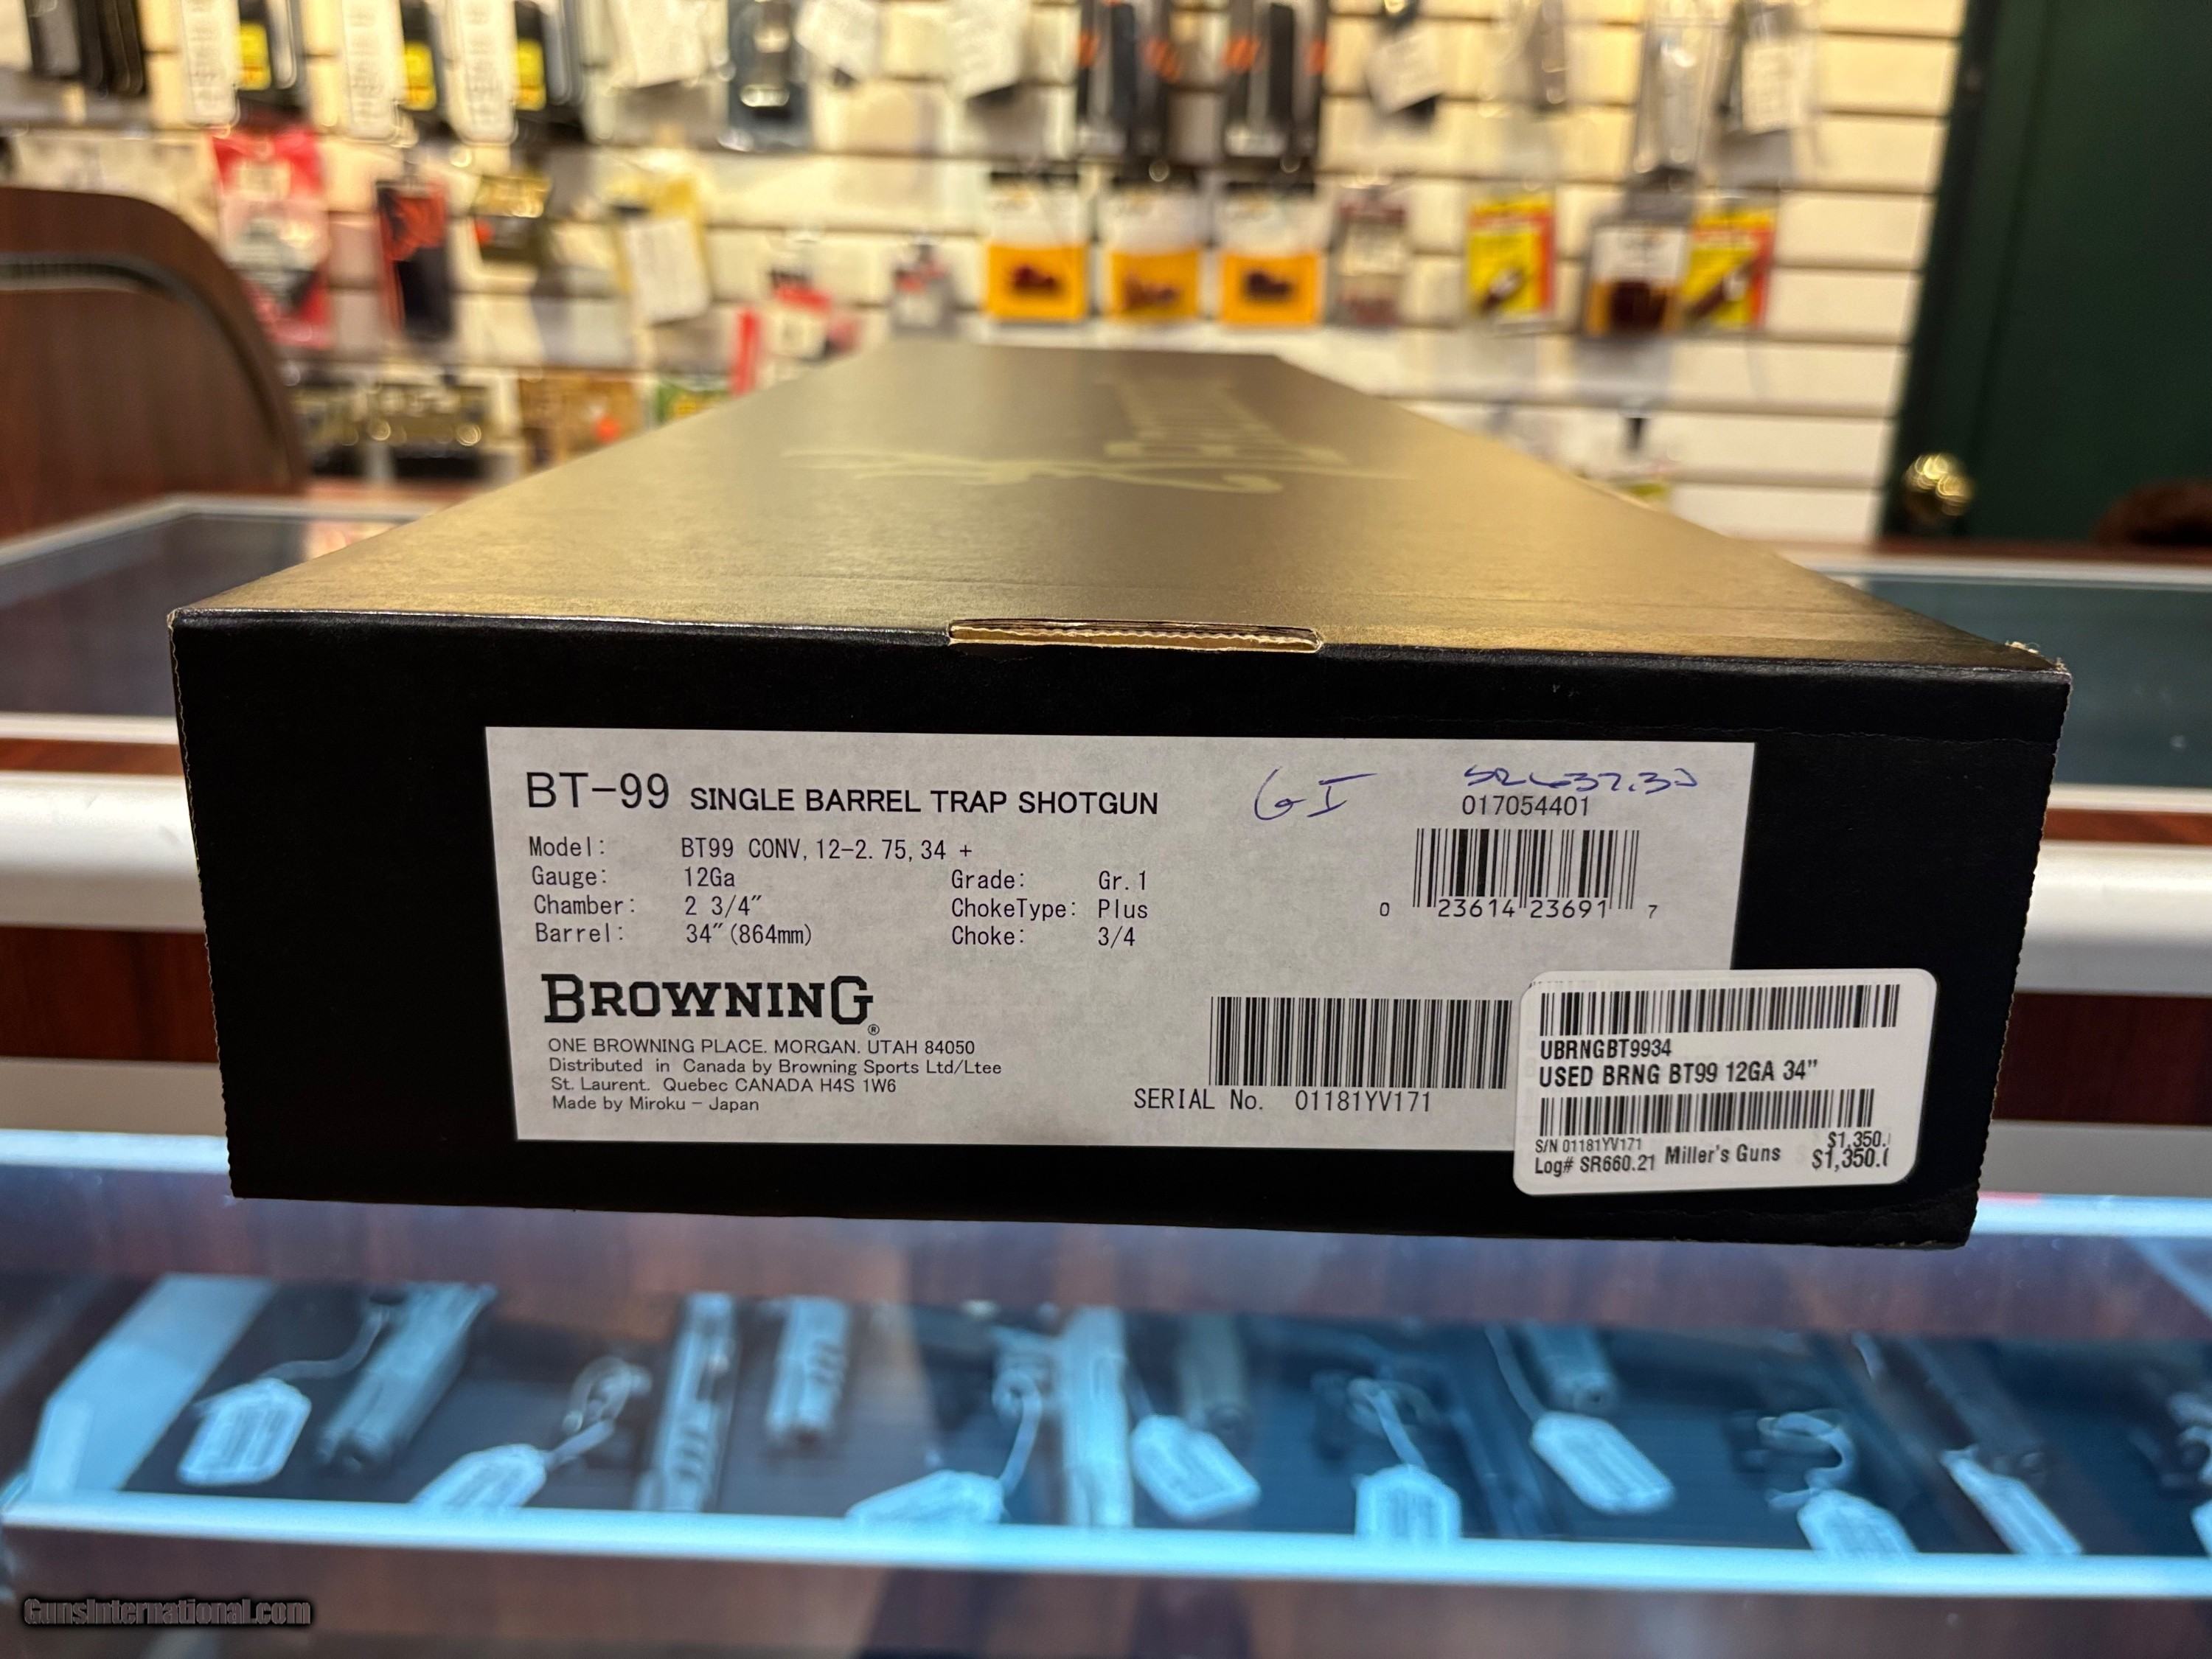 BT-99 SINGLE BARREL TRAP SHOTGUN
GI
017054401
Model: BT99 CONV, 12-2.75, 34 +
Gauge: 12Ga
Grade: Gr.1
Chamber: 2 3/4"
ChokeType: Plus
Barrel: 34"(864mm)
Choke: 3/4
0 23614 23691 7
BROWNING®
ONE BROWNING PLACE. MORGAN. UTAH 84050
Distributed in Canada by Browning Sports Ltd/Ltee
St. Laurent. Quebec CANADA H4S 1W6
Made by Miroku - Japan
SERIAL No. 01181YV171
UBRNGBT9934
USED BRNG BT99 12GA 34"
S/N 01181YV171
$1,350.
Log# SR660.21 Miller's Guns $1,350.(
GunsInternational.com